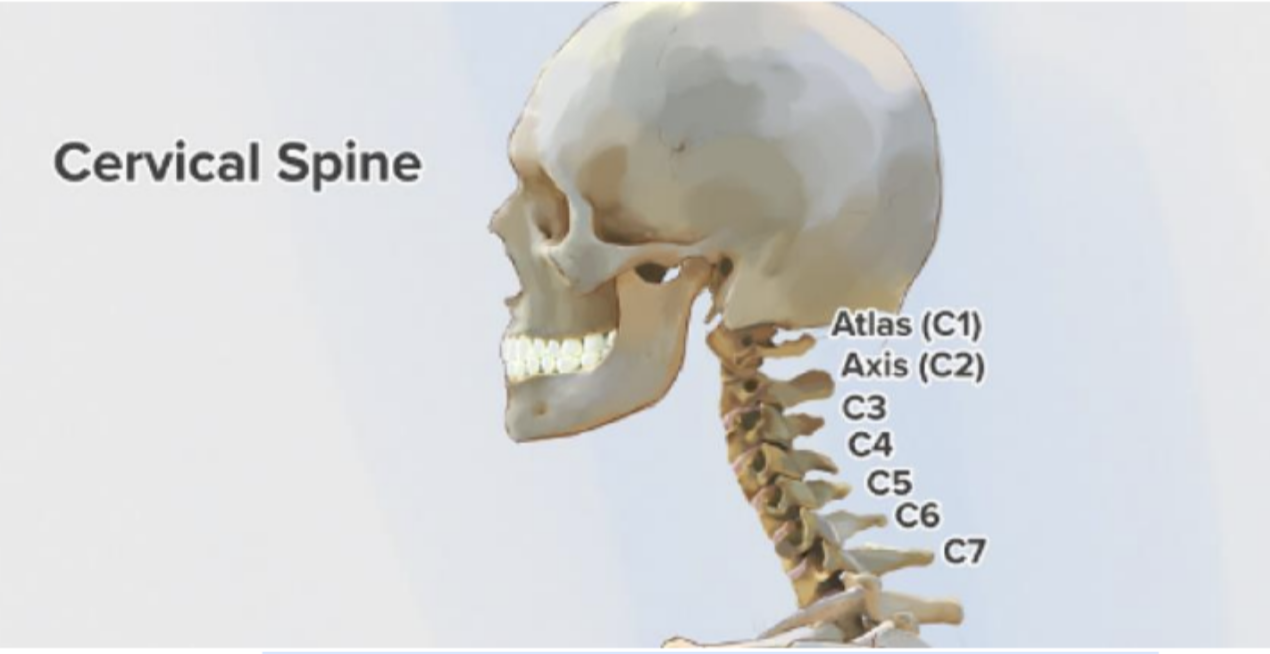 Cervical Spine
Atlas (C1)
Axis (C2)
C3
C4
C5
C6
C7